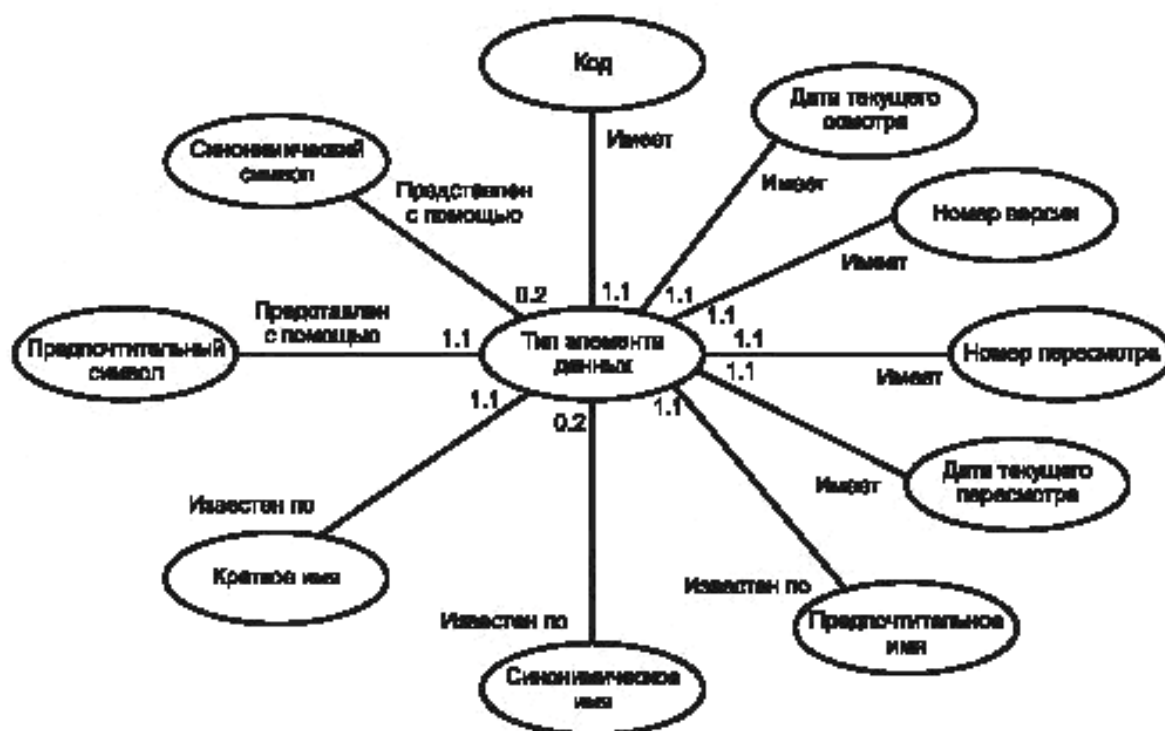 Код
Имеет
Дата текущего
осмотра
Имеет
Синонимический
символ
Представлен
с помощью
Номер версии
Имеет
0.2
1.1
1.1
1.1
Предпочтительный
символ
Представлен
с помощью
1.1
Тип элемента
данных
1.1
Имеет
Номер пересмотра
1.1
0.2
1.1
1.1
Имеет
Дата текущего
пересмотра
Известен по
Краткое имя
Известен по
Синонимическое
имя
Известен по
Предпочтительное
имя